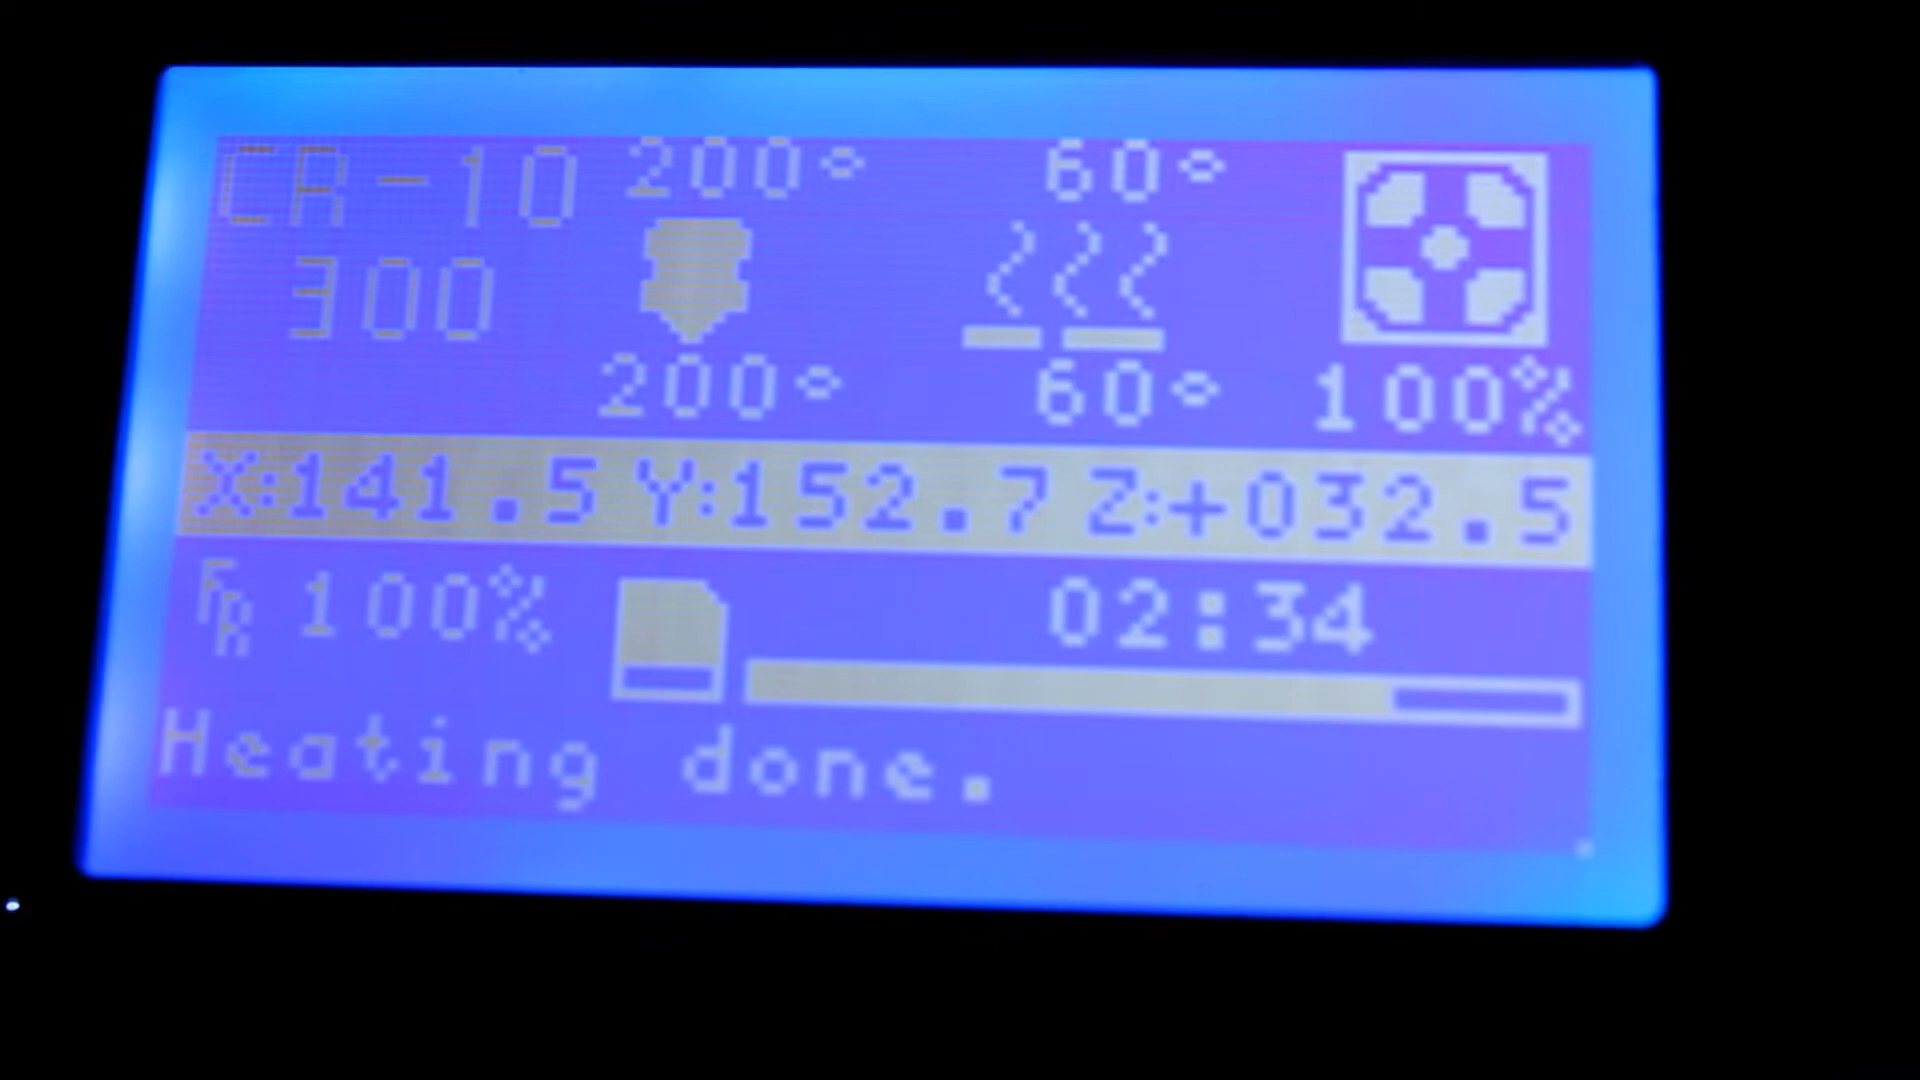 CR-10 200° 60°
300
200° 60° 100%
X:141.5 Y:152.7 Z:+032.5
FR 100% 02:34
Heating done.